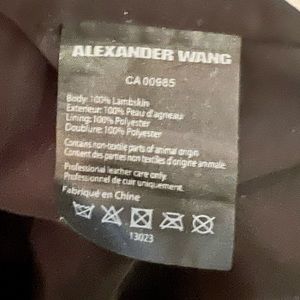 ALEXANDER WANG
CA 00985
Body: 100% Lambskin
Exterieur: 100% Peau d'agneau
Lining: 100% Polyester
Doublure: 100% Polyester
Contains non-textile parts of animal origin
Contient des parties non textiles d'origine animale
Professional leather care only
Professionnel de cuir uniquement.
Fabriqué en Chine
13023